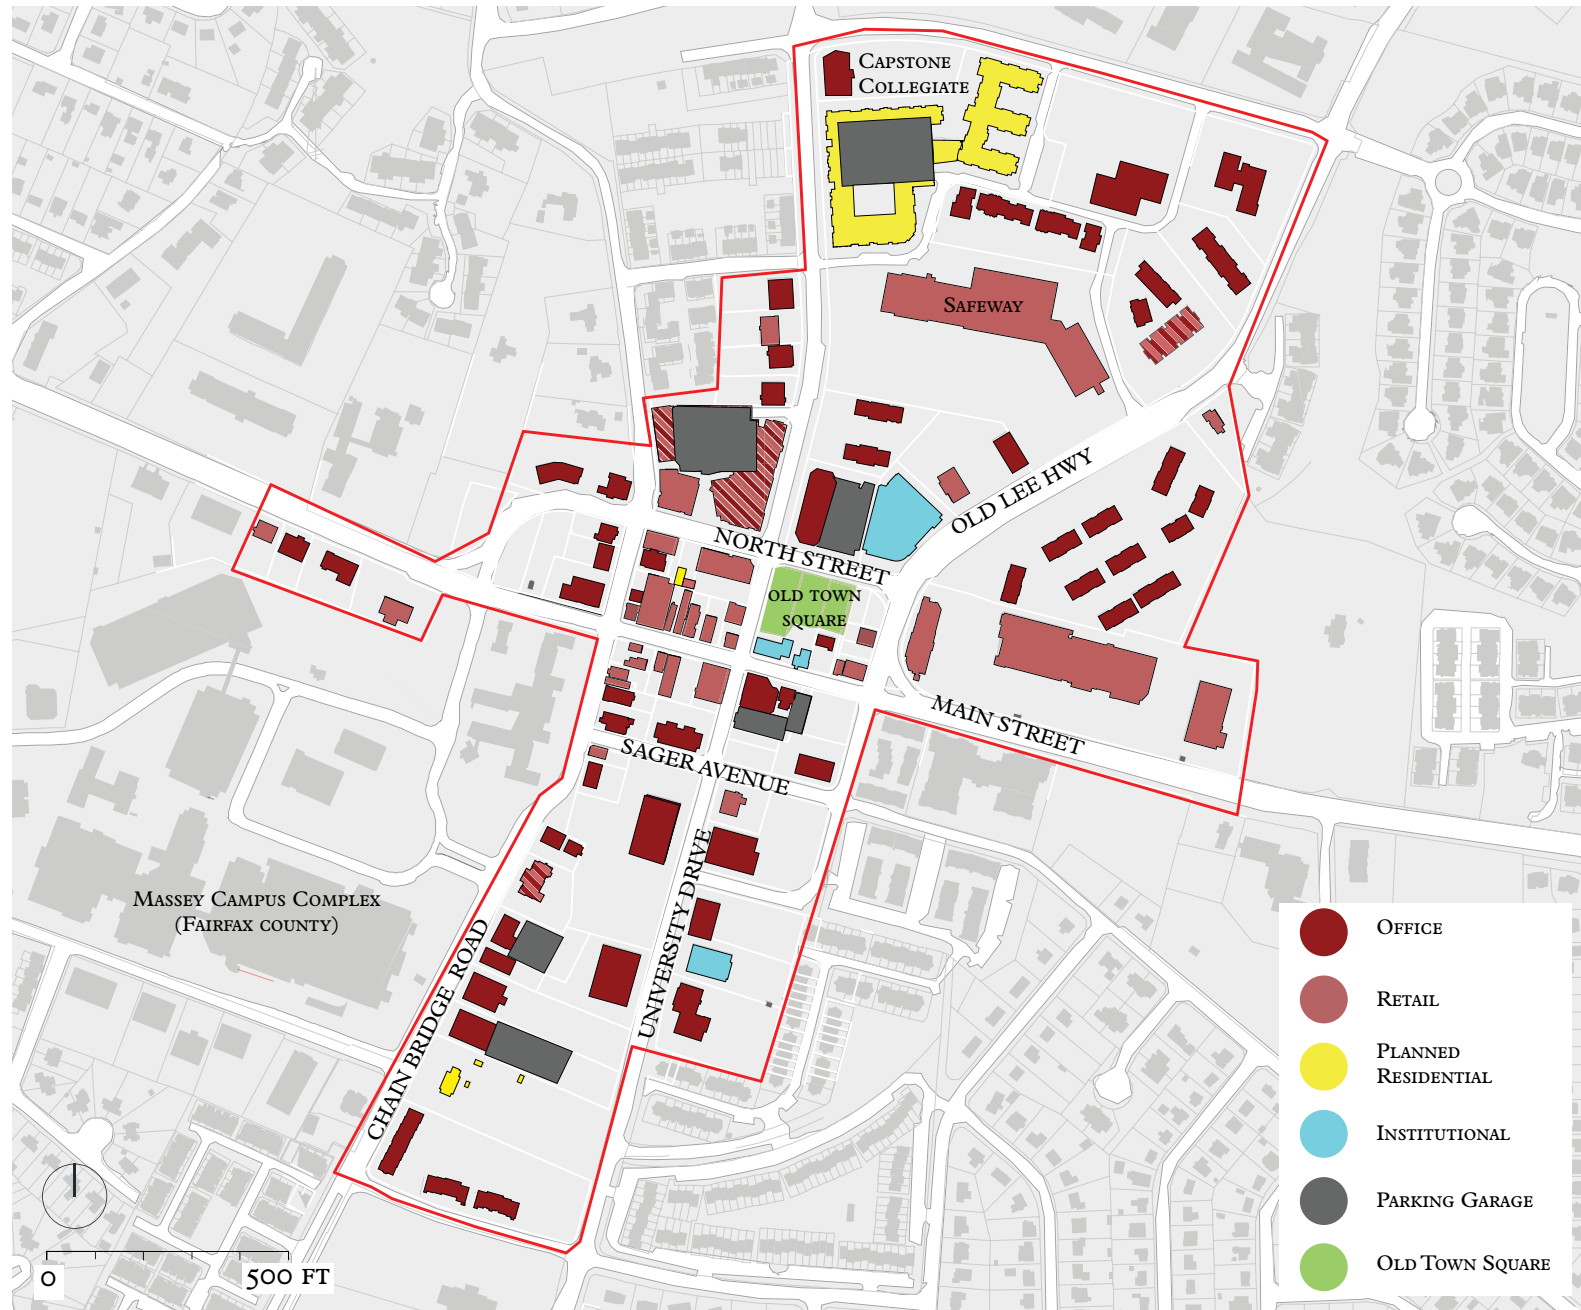 Capstone
Collegiate
Safeway
OLD LEE HWY
NORTH STREET
OLD TOWN
SQUARE
MAIN STREET
SAGER AVENUE
UNIVERSITY DRIVE
Massey Campus Complex
(Fairfax county)
CHAIN BRIDGE ROAD
Office
Retail
Planned
Residential
Institutional
Parking Garage
Old Town Square
0
500 FT